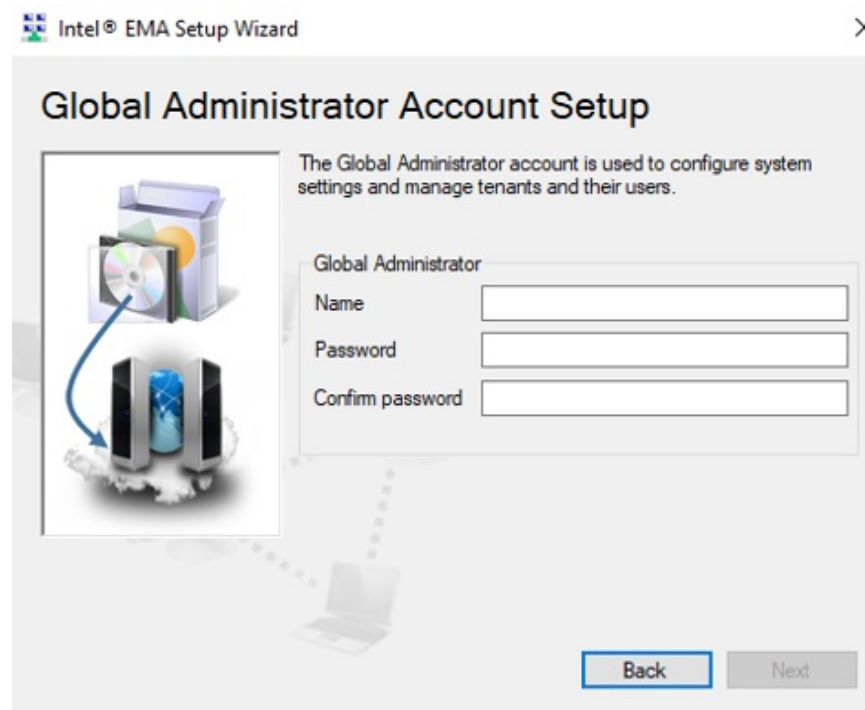 Intel® EMA Setup Wizard
Global Administrator Account Setup
The Global Administrator account is used to configure system
settings and manage tenants and their users.
Global Administrator
Name
Password
Confirm password
Back
Next